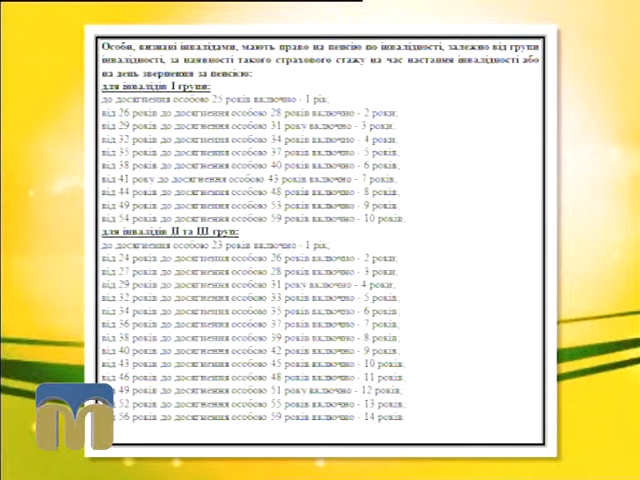 Особи, визнані інвалідами, мають право на пенсію по інвалідності, залежно від групи
інвалідності, за наявності такого страхового стажу на час настання інвалідності або
на день звернення за пенсією:
для інвалідів I групи:
до досягнення особою 25 років включно - 1 рік;
від 26 років до досягнення особою 28 років включно - 2 роки;
від 29 років до досягнення особою 31 року включно - 3 роки;
від 32 років до досягнення особою 34 років включно - 4 роки;
від 35 років до досягнення особою 37 років включно - 5 років;
від 38 років до досягнення особою 40 років включно - 6 років;
від 41 року до досягнення особою 43 років включно - 7 років;
від 44 років до досягнення особою 48 років включно - 8 років;
від 49 років до досягнення особою 53 років включно - 9 років;
від 54 років до досягнення особою 59 років включно - 10 років;
для інвалідів II та III груп:
до досягнення особою 23 років включно - 1 рік;
від 24 років до досягнення особою 26 років включно - 2 роки;
від 27 років до досягнення особою 28 років включно - 3 роки;
від 29 років до досягнення особою 31 року включно - 4 роки;
від 32 років до досягнення особою 33 років включно - 5 років;
від 34 років до досягнення особою 35 років включно - 6 років;
від 36 років до досягнення особою 37 років включно - 7 років;
від 38 років до досягнення особою 39 років включно - 8 років;
від 40 років до досягнення особою 42 років включно - 9 років;
від 43 років до досягнення особою 45 років включно - 10 років;
від 46 років до досягнення особою 48 років включно - 11 років;
49 років до досягнення особою 51 року включно - 12 років;
52 років до досягнення особою 55 років включно - 13 років;
56 років до досягнення особою 59 років включно - 14 років.